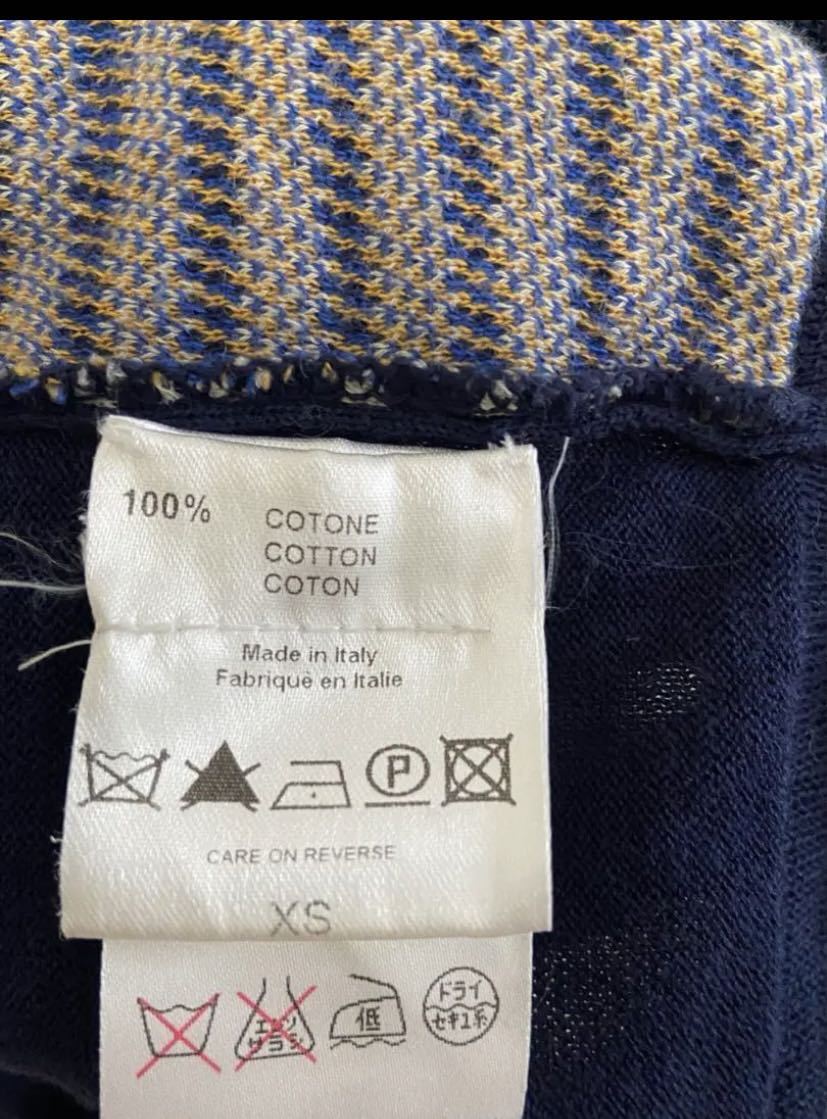 100% COTONE
COTTON
COTON
Made in Italy
Fabriquè en Italie
P
CARE ON REVERSE
XS
エンソ
サラシ
低
ドライ
セキユ系